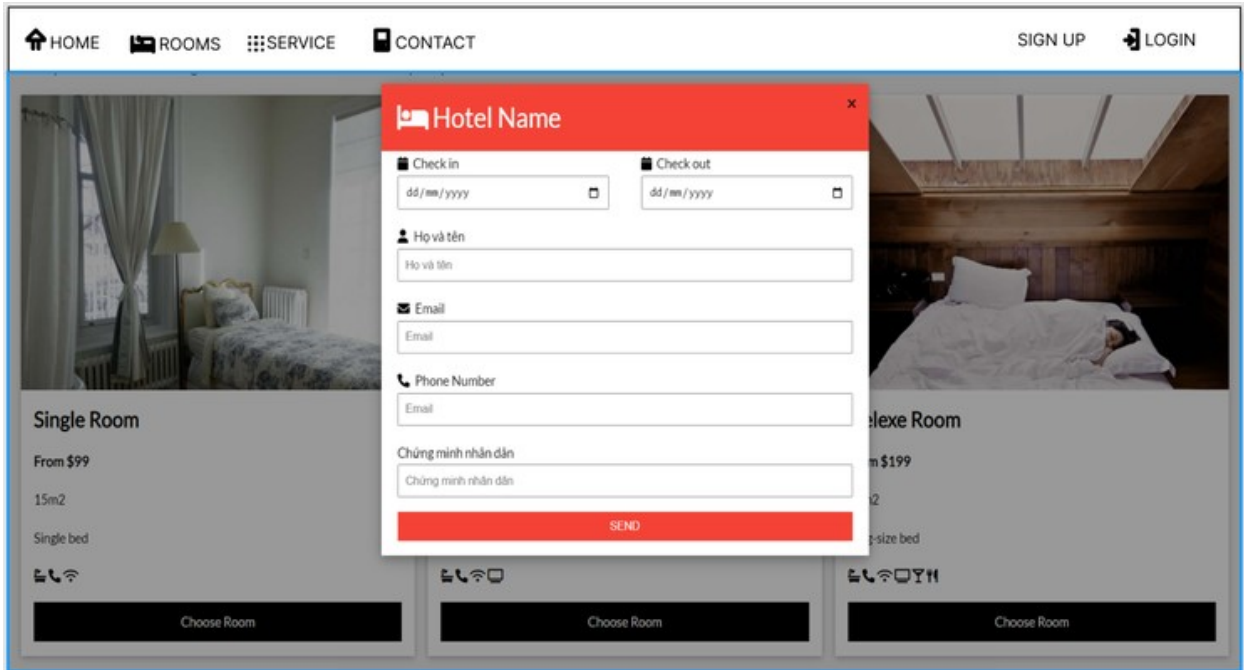 HOME ROOMS SERVICE CONTACT SIGN UP LOGIN
Hotel Name x
Check in Check out
dd/mm/yyyy dd/mm/yyyy
Họ và tên
Họ và tên
Email
Email
Phone Number
Email
Chứng minh nhân dân
Chứng minh nhân dân
SEND
Single Room
From $99
15m2
Single bed
Choose Room
Choose Room
elexe Room
m $199
-size bed
Choose Room